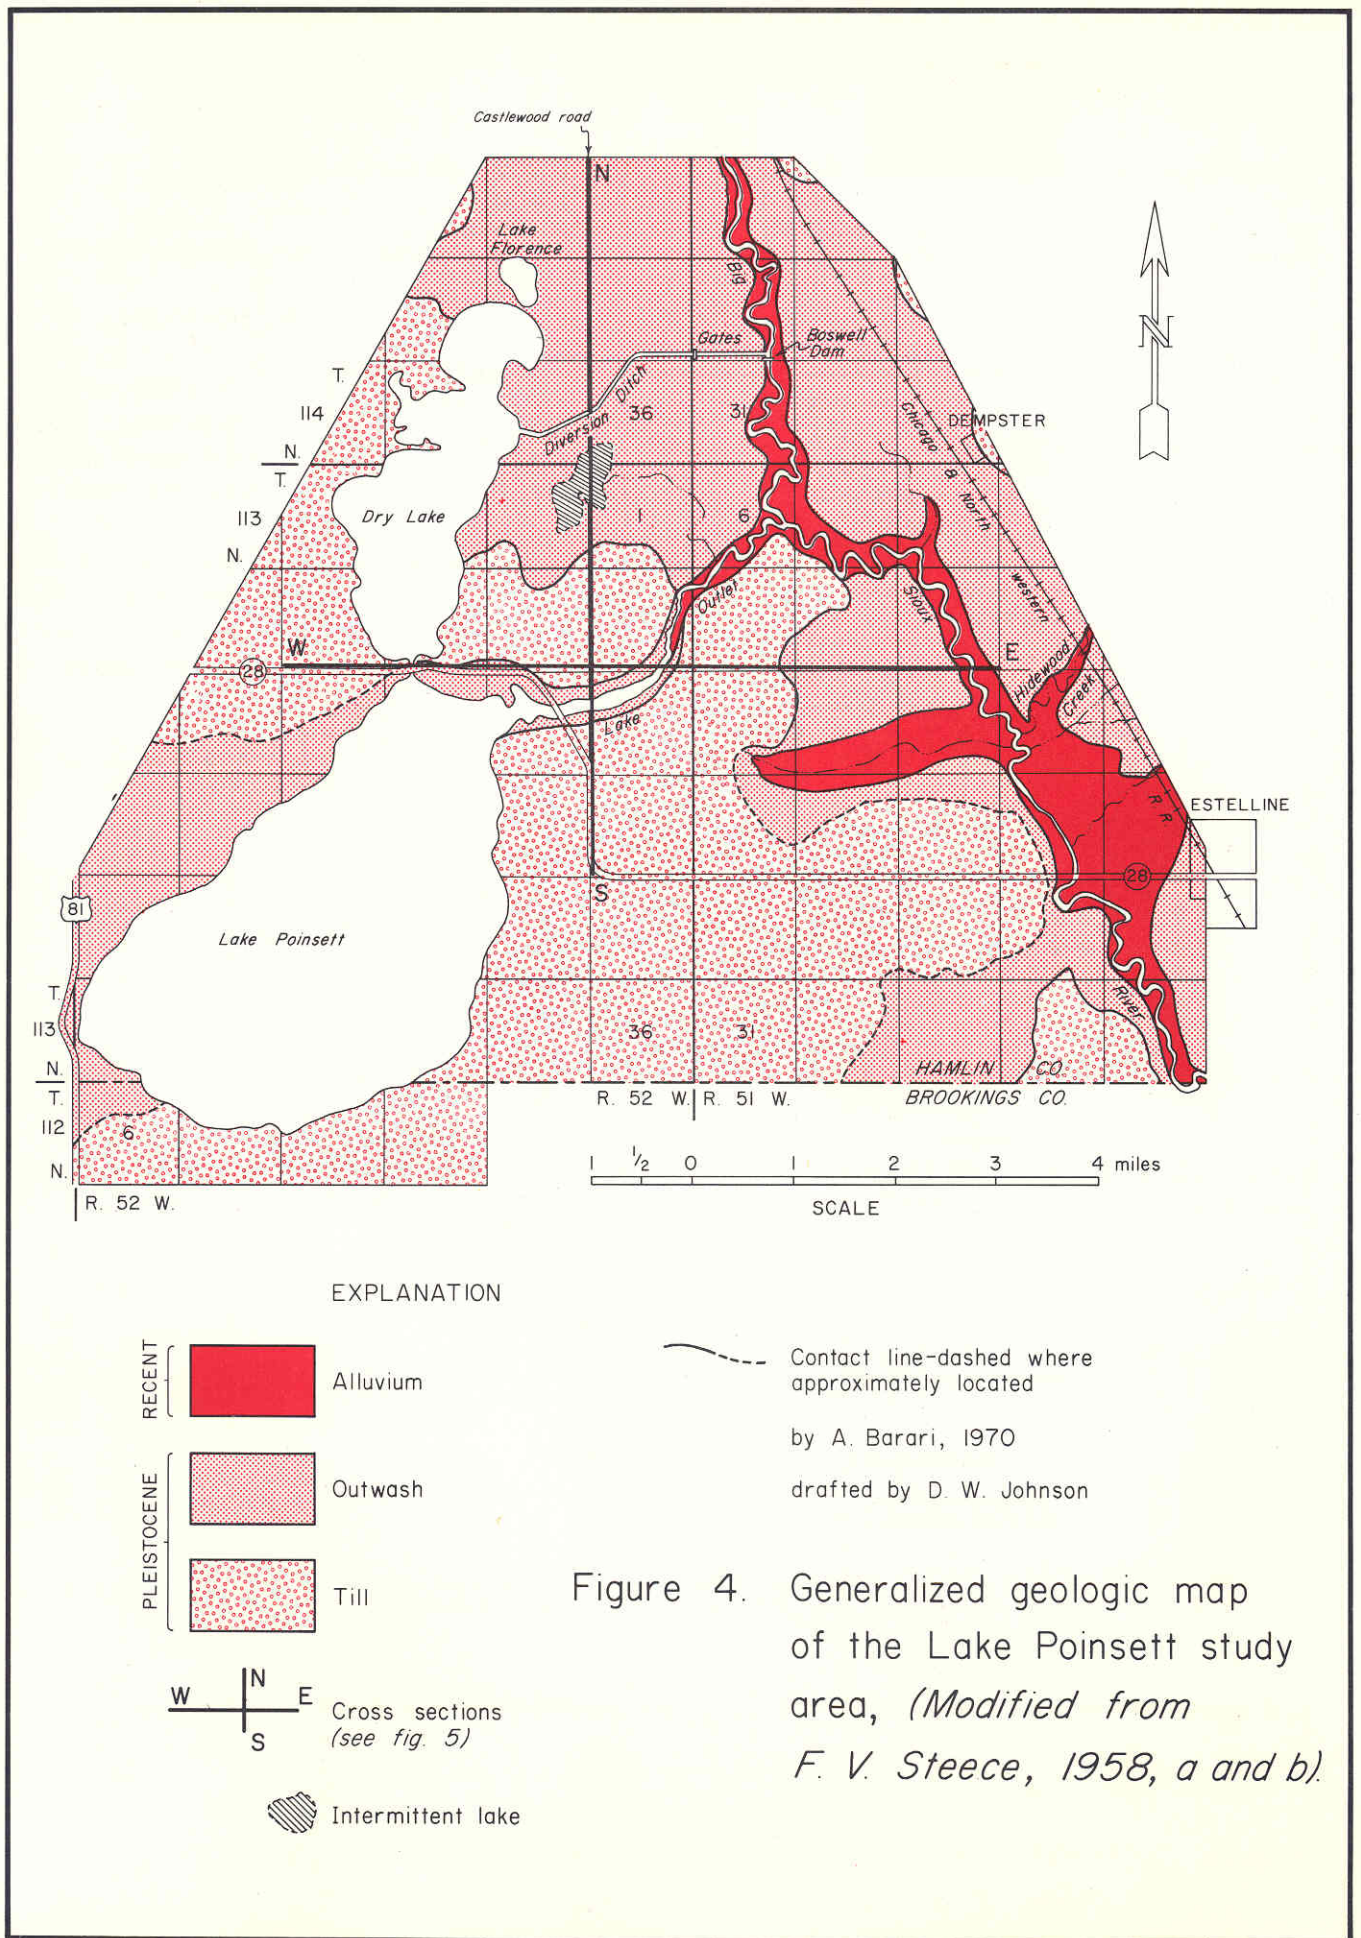 Castlewood road
N
Lake
Florence
Big
Gates
Boswell
Dam
T.
114
N.
T.
113
N.
Diversion Ditch
36
31
Chicago & North western R R
DEMPSTER
N
Dry Lake
1
6
Outlet
Sioux
W
E
28
Hidewood
Creek
Lake
ESTELLINE
28
S
81
Lake Poinsett
River
T.
113
N.
T.
112
N.
36
31
HAMLIN CO.
BROOKINGS CO.
R. 52 W.
R. 51 W.
6
R. 52 W.
1 1/2 0 1 2 3 4 miles
SCALE
EXPLANATION
RECENT
Alluvium
PLEISTOCENE
Outwash
Till
W N E
S
Cross sections
(see fig. 5)
Intermittent lake
Contact line-dashed where
approximately located
by A. Barari, 1970
drafted by D. W. Johnson
Figure 4. Generalized geologic map
of the Lake Poinsett study
area, (Modified from
F. V. Steece, 1958, a and b).